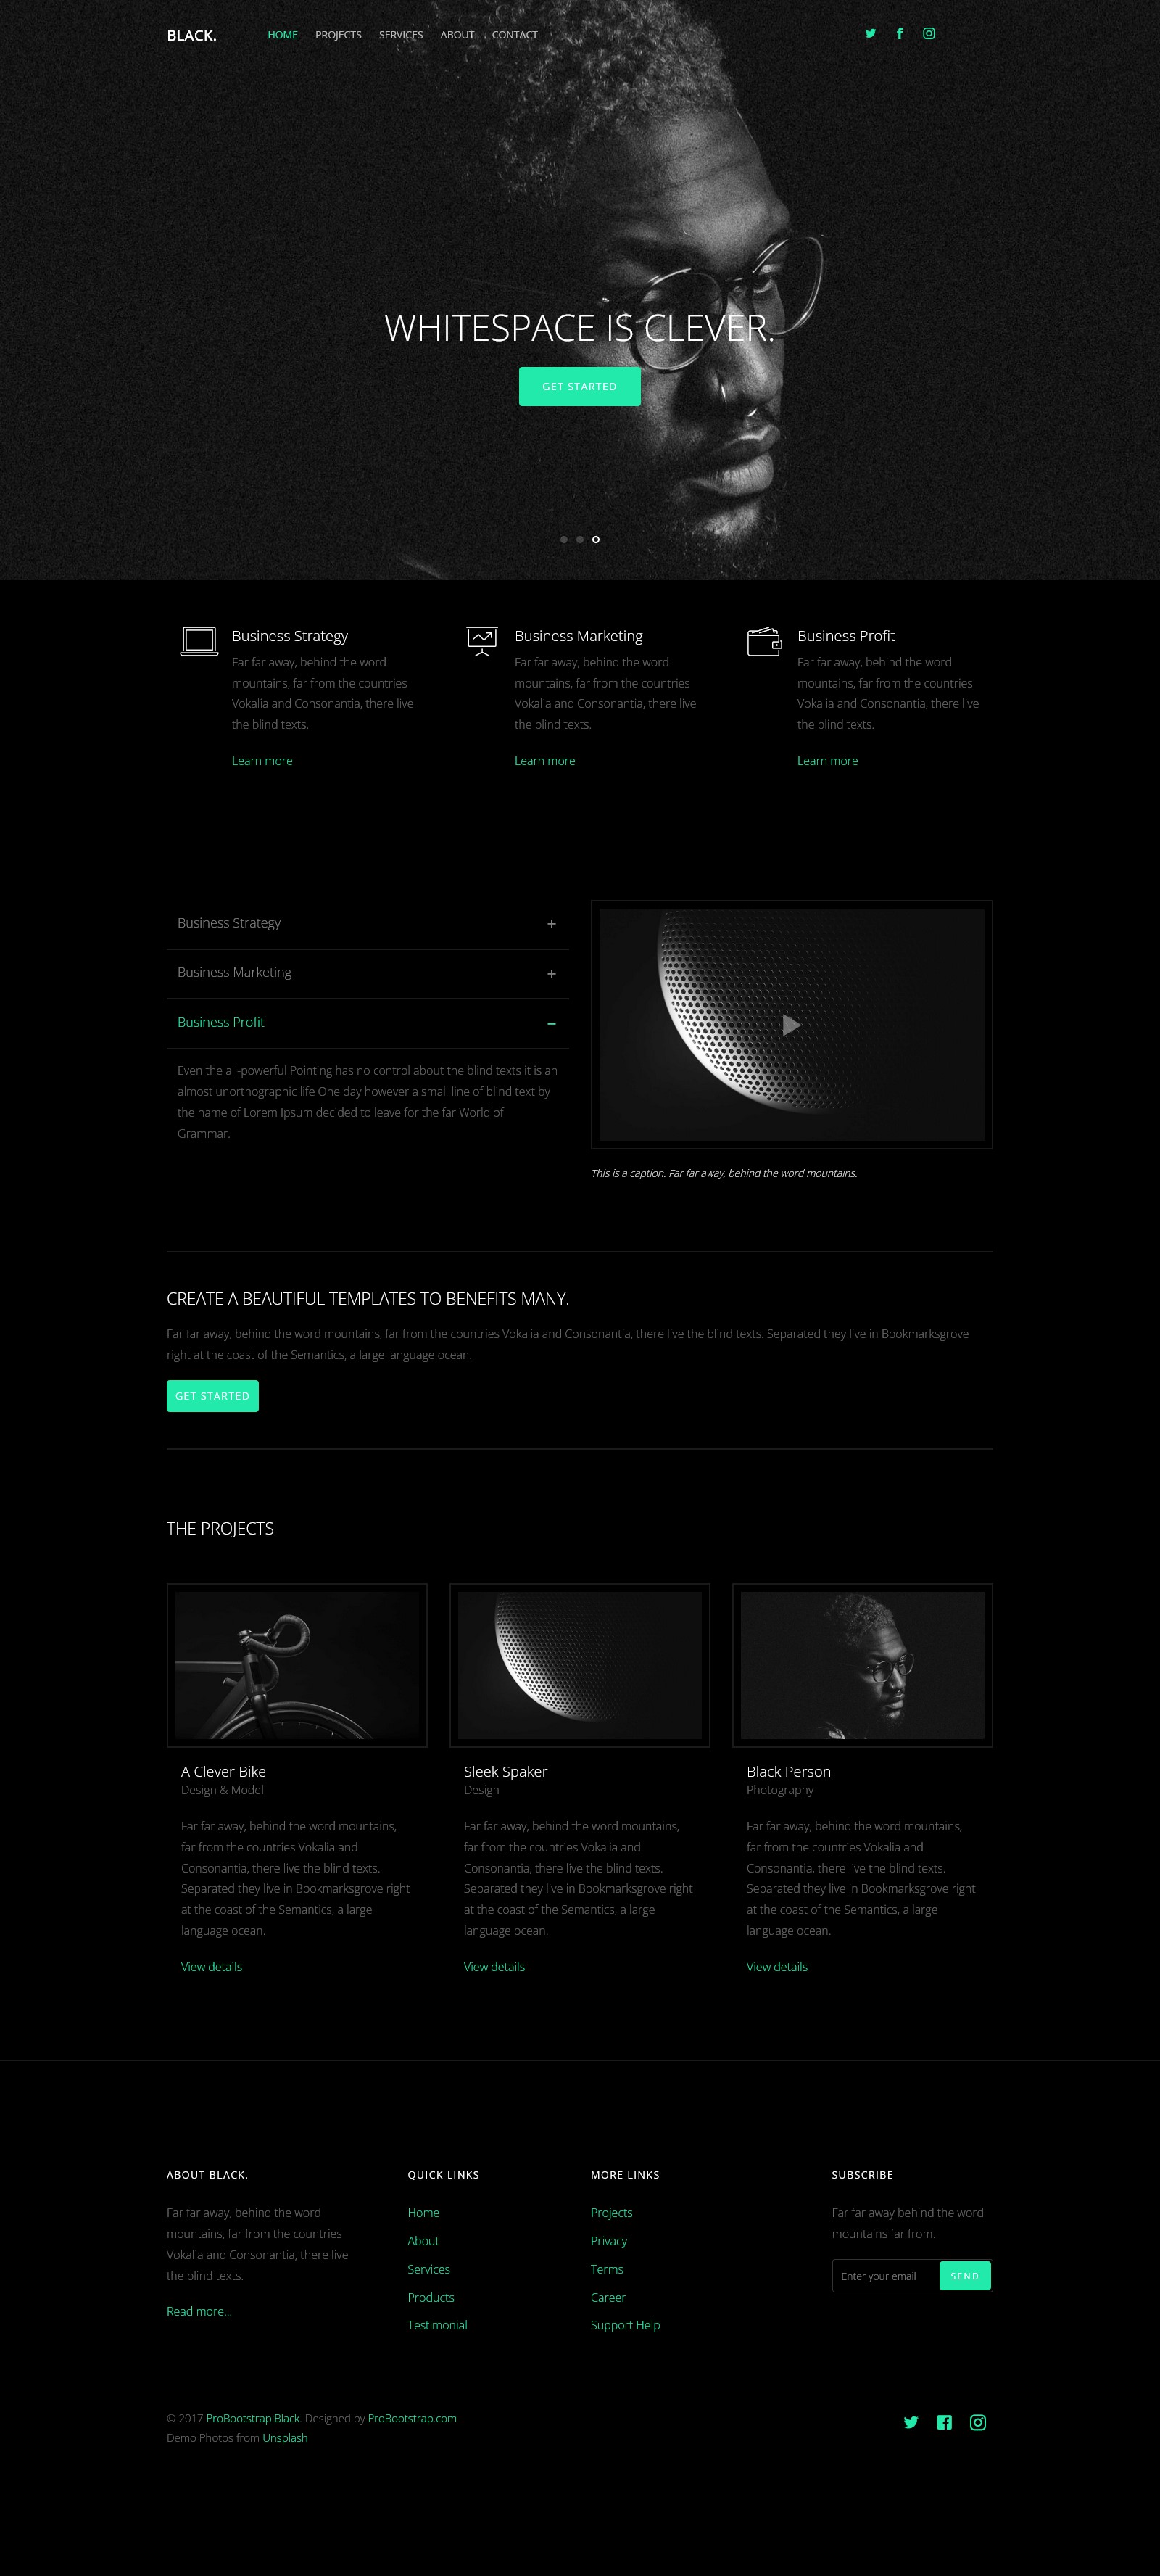 BLACK.
HOME PROJECTS SERVICES ABOUT CONTACT
WHITESPACE IS CLEVER.
GET STARTED
Business Strategy
Far far away, behind the word
mountains, far from the countries
Vokalia and Consonantia, there live
the blind texts.
Learn more
Business Marketing
Far far away, behind the word
mountains, far from the countries
Vokalia and Consonantia, there live
the blind texts.
Learn more
Business Profit
Far far away, behind the word
mountains, far from the countries
Vokalia and Consonantia, there live
the blind texts.
Learn more
Business Strategy
Business Marketing
Business Profit
Even the all-powerful Pointing has no control about the blind texts it is an
almost unorthographic life One day however a small line of blind text by
the name of Lorem Ipsum decided to leave for the far World of
Grammar.
This is a caption. Far far away, behind the word mountains.
CREATE A BEAUTIFUL TEMPLATES TO BENEFITS MANY.
Far far away, behind the word mountains, far from the countries Vokalia and Consonantia, there live the blind texts. Separated they live in Bookmarksgrove
right at the coast of the Semantics, a large language ocean.
GET STARTED
THE PROJECTS
A Clever Bike
Design & Model
Far far away, behind the word mountains,
far from the countries Vokalia and
Consonantia, there live the blind texts.
Separated they live in Bookmarksgrove right
at the coast of the Semantics, a large
language ocean.
View details
Sleek Spaker
Design
Far far away, behind the word mountains,
far from the countries Vokalia and
Consonantia, there live the blind texts.
Separated they live in Bookmarksgrove right
at the coast of the Semantics, a large
language ocean.
View details
Black Person
Photography
Far far away, behind the word mountains,
far from the countries Vokalia and
Consonantia, there live the blind texts.
Separated they live in Bookmarksgrove right
at the coast of the Semantics, a large
language ocean.
View details
ABOUT BLACK.
Far far away, behind the word
mountains, far from the countries
Vokalia and Consonantia, there live
the blind texts.
Read more...
QUICK LINKS
Home
About
Services
Products
Testimonial
MORE LINKS
Projects
Privacy
Terms
Career
Support Help
SUBSCRIBE
Far far away behind the word
mountains far from.
Enter your email SEND
© 2017 ProBootstrap:Black. Designed by ProBootstrap.com
Demo Photos from Unsplash